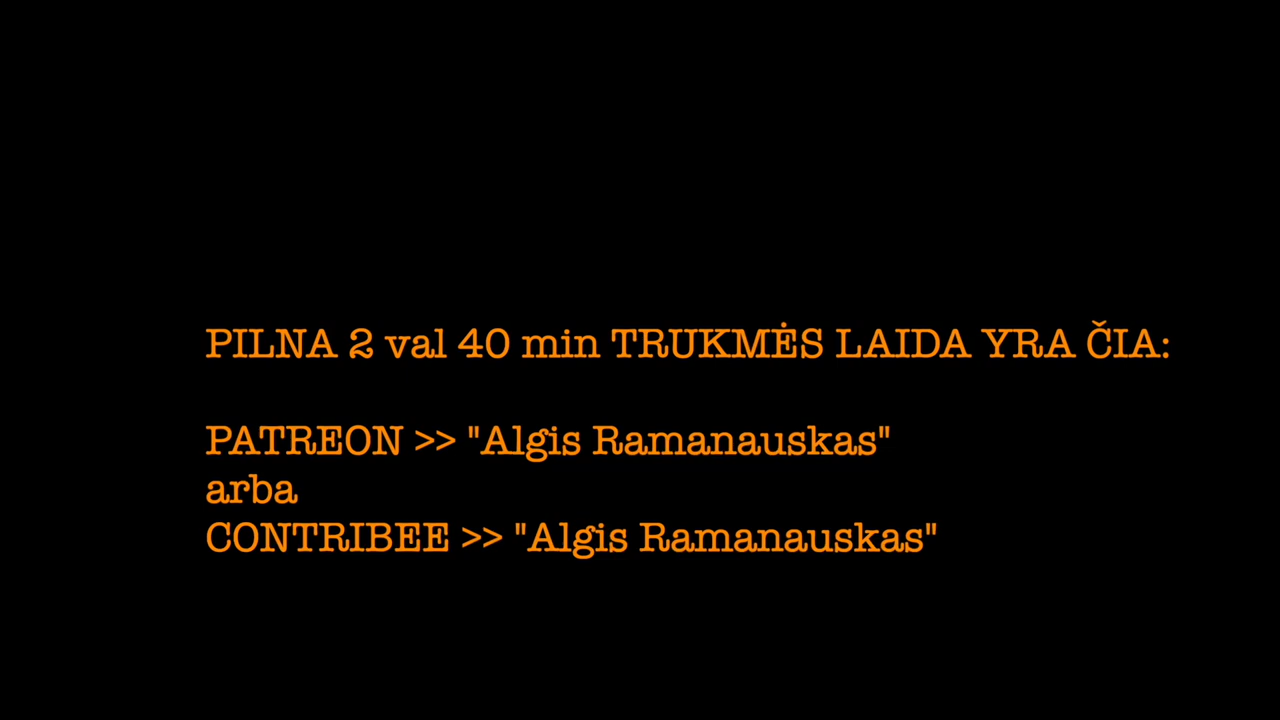 PILNA 2 val 40 min TRUKMĖS LAIDA YRA ČIA:
PATREON >> "Algis Ramanauskas"
arba
CONTRIBEE >> "Algis Ramanauskas"